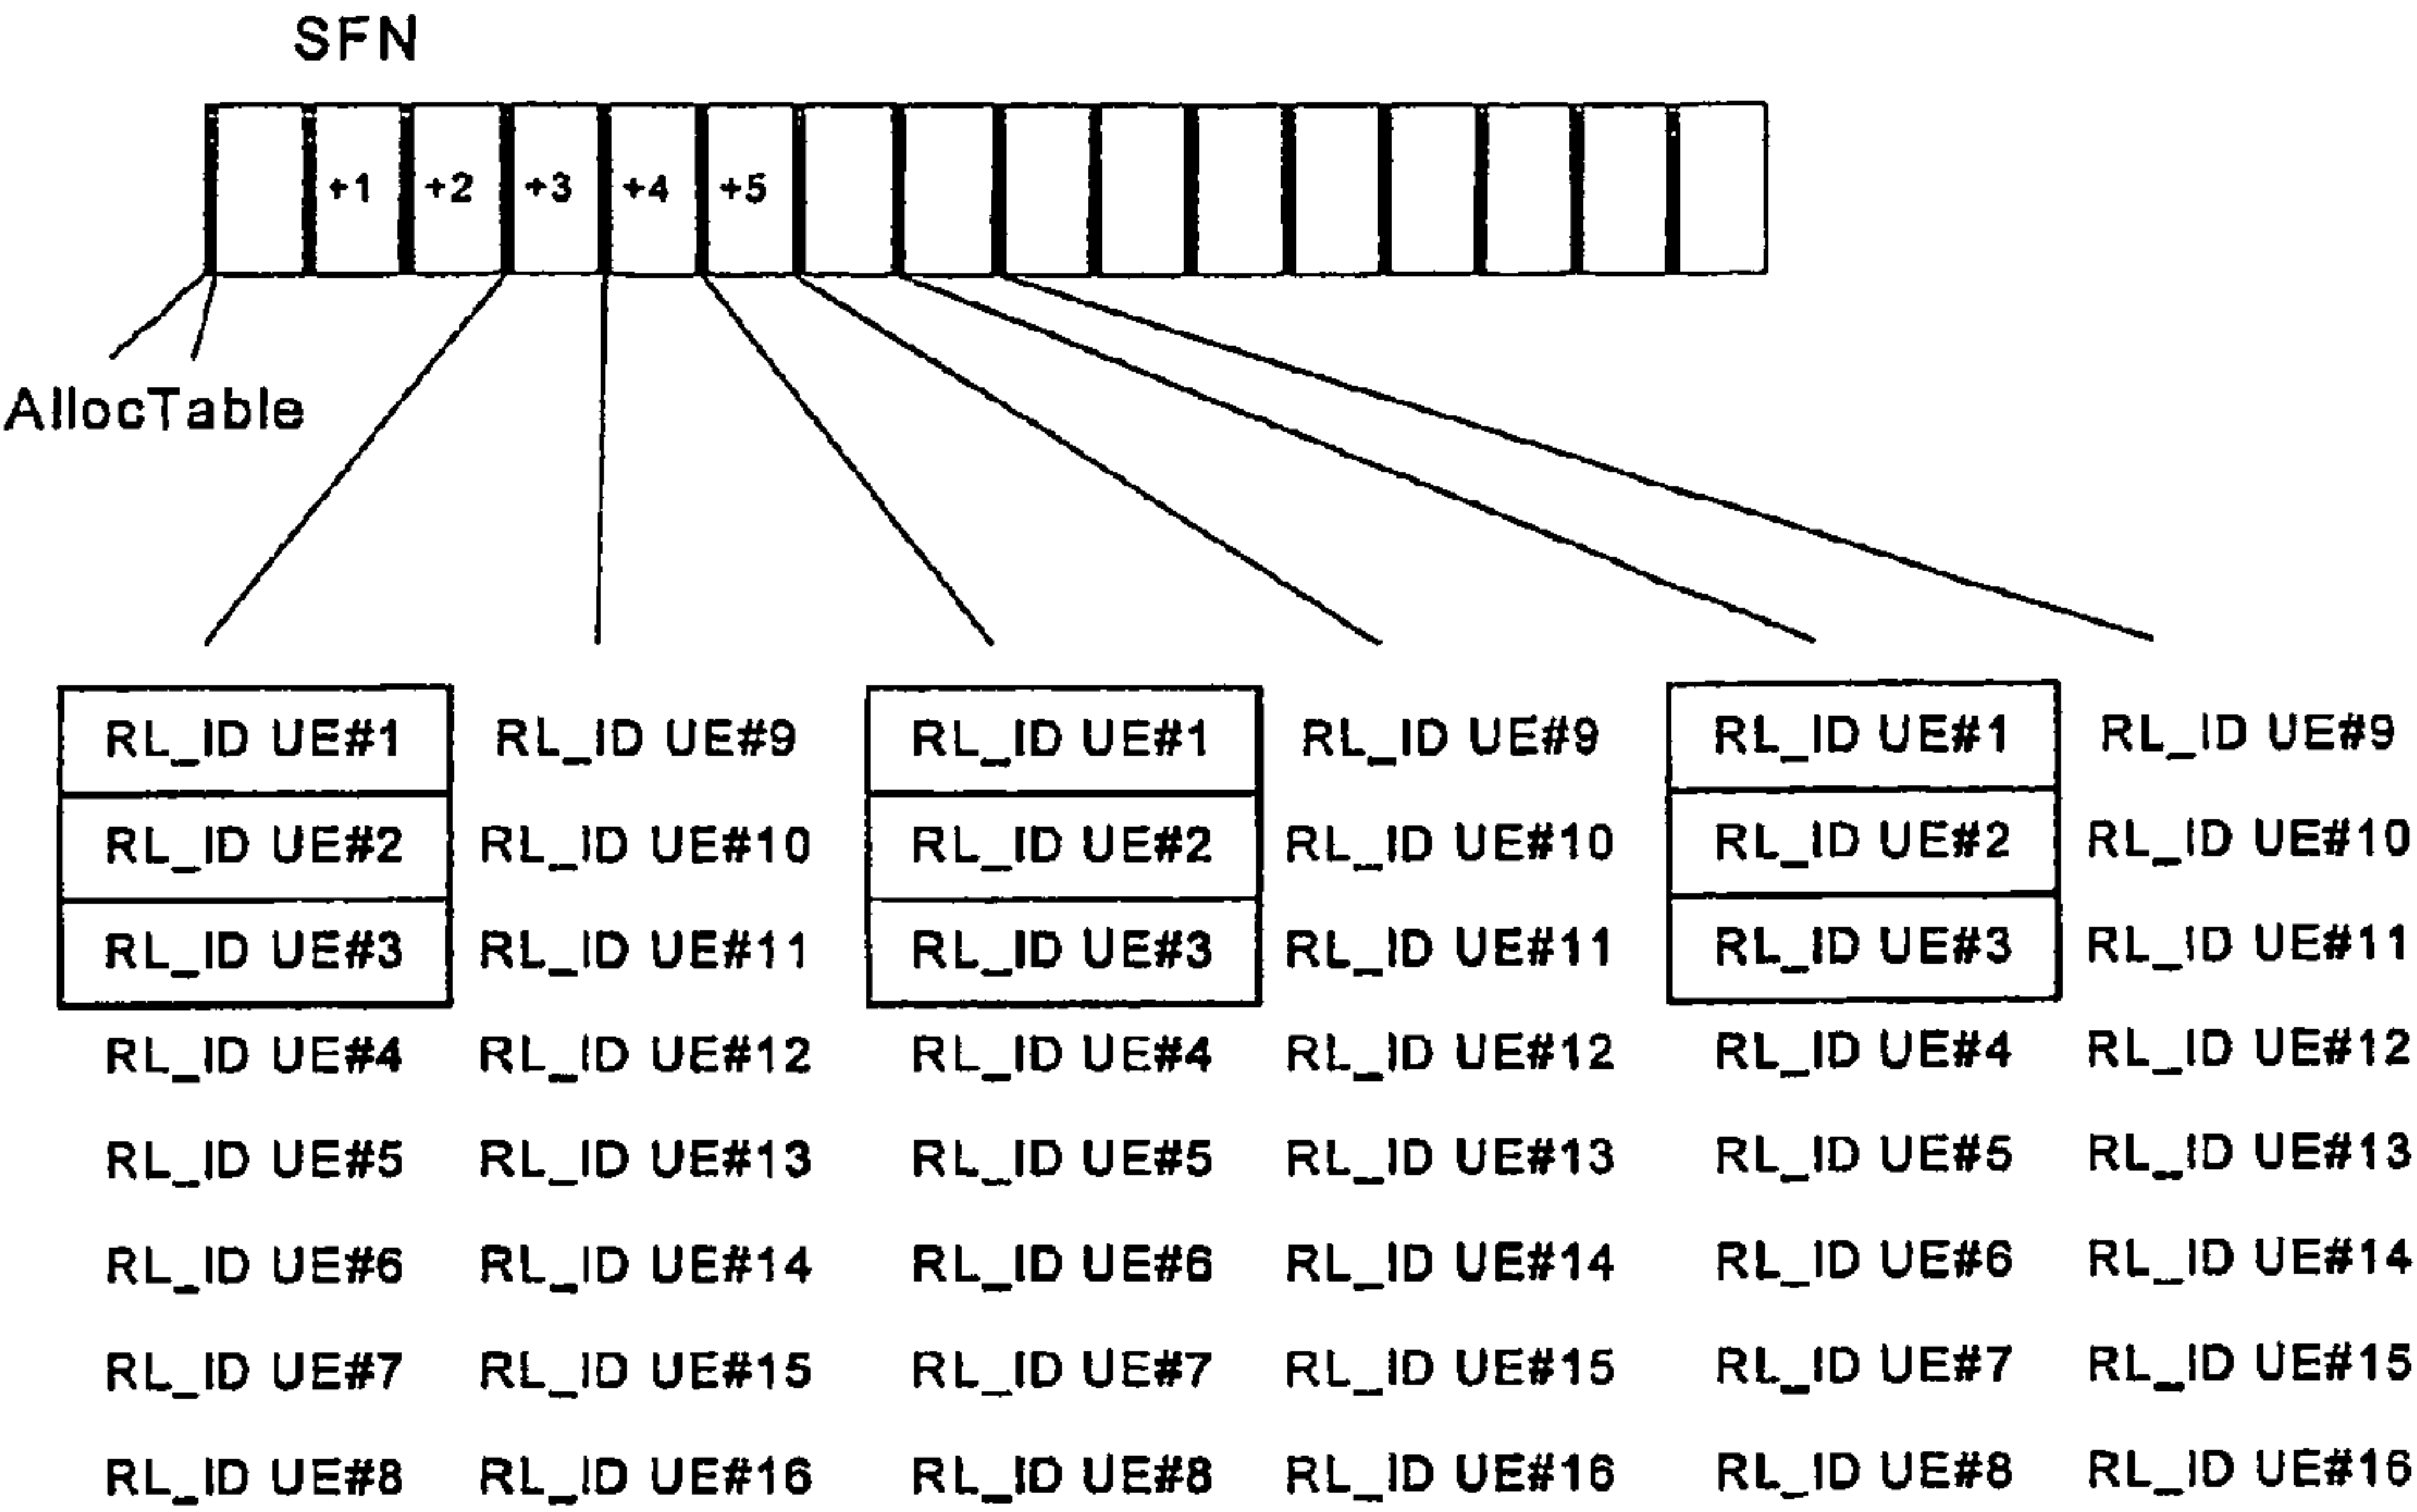 SFN
+1 +2 +3 +4 +5
AllocTable
RL_ID UE#1 RL_ID UE#9 RL_ID UE#1 RL_ID UE#9 RL_ID UE#1 RL_ID UE#9
RL_ID UE#2 RL_ID UE#10 RL_ID UE#2 RL_ID UE#10 RL_ID UE#2 RL_ID UE#10
RL_ID UE#3 RL_ID UE#11 RL_ID UE#3 RL_ID UE#11 RL_ID UE#3 RL_ID UE#11
RL_ID UE#4 RL_ID UE#12 RL_ID UE#4 RL_ID UE#12 RL_ID UE#4 RL_ID UE#12
RL_ID UE#5 RL_ID UE#13 RL_ID UE#5 RL_ID UE#13 RL_ID UE#5 RL_ID UE#13
RL_ID UE#6 RL_ID UE#14 RL_ID UE#6 RL_ID UE#14 RL_ID UE#6 RL_ID UE#14
RL_ID UE#7 RL_ID UE#15 RL_ID UE#7 RL_ID UE#15 RL_ID UE#7 RL_ID UE#15
RL_ID UE#8 RL_ID UE#16 RL_ID UE#8 RL_ID UE#16 RL_ID UE#8 RL_ID UE#16